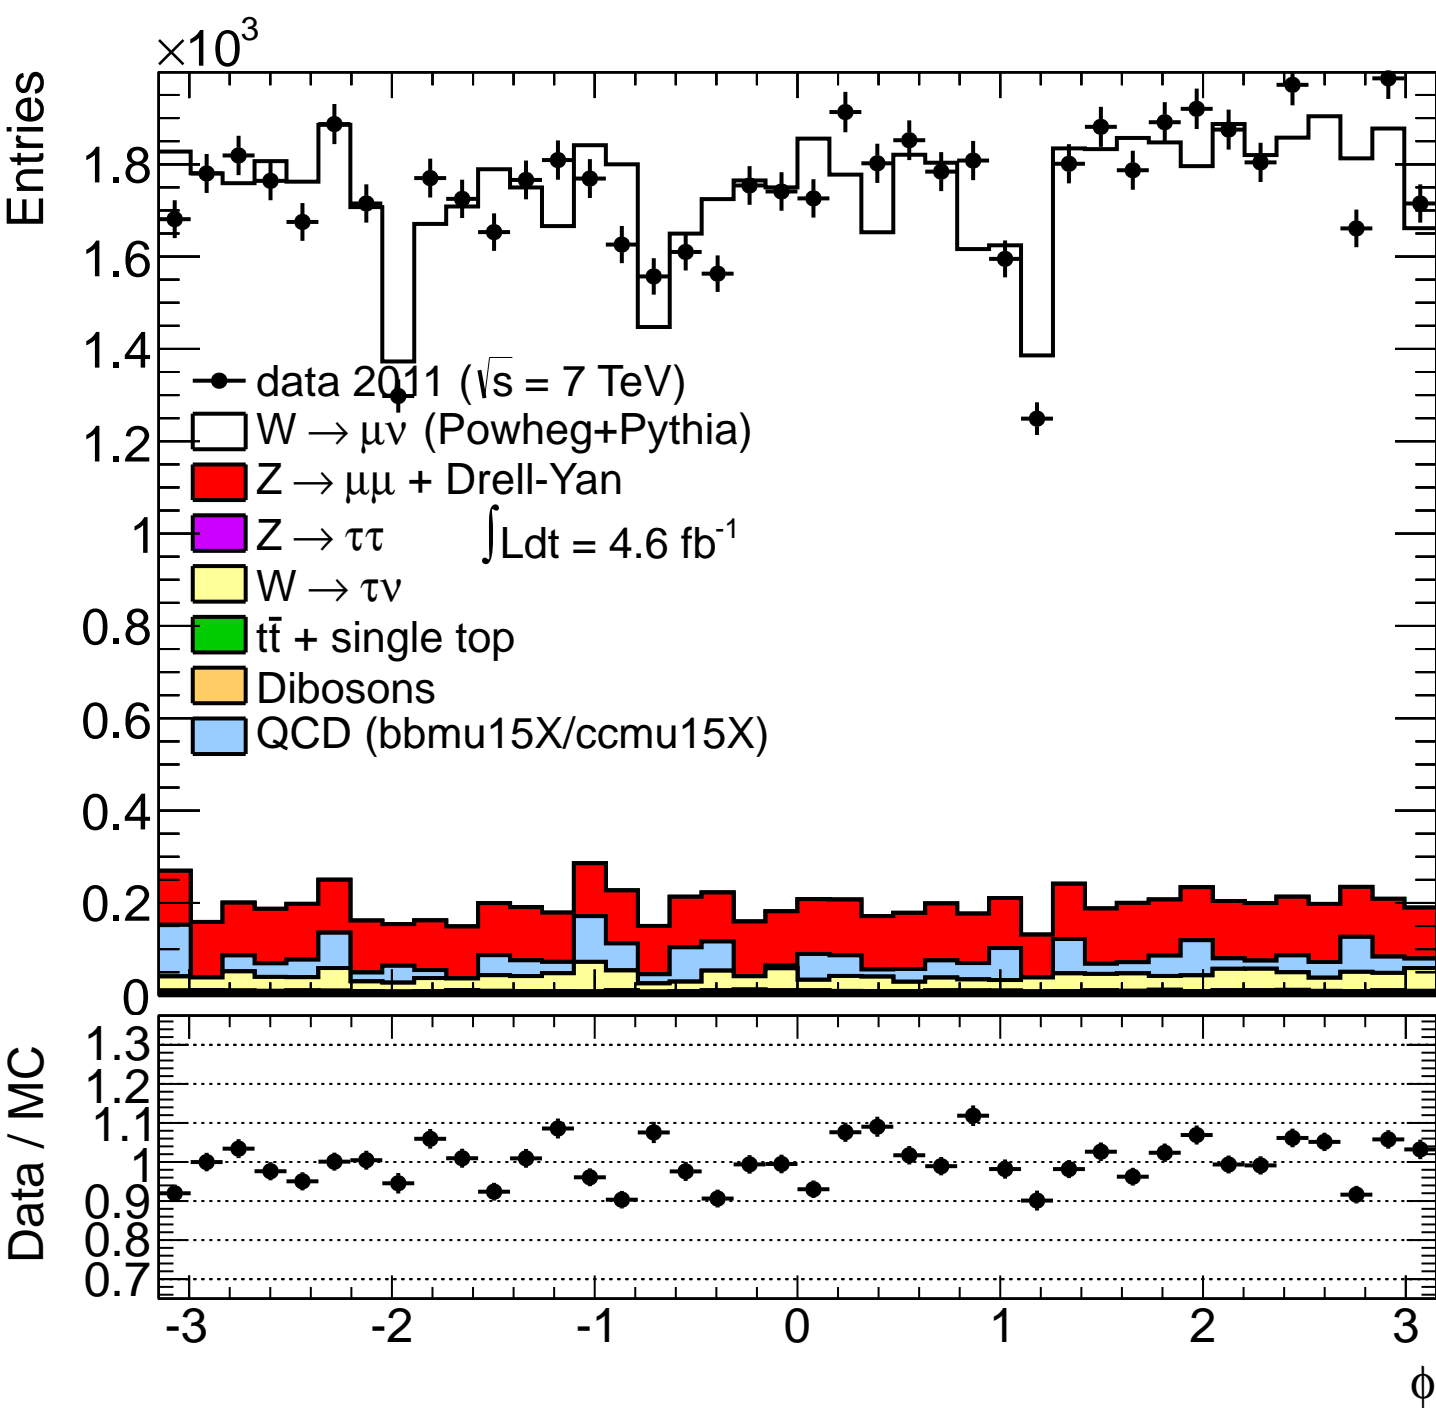 ×10³
Entries
1.8
1.6
1.4
1.2
1
0.8
0.6
0.4
0.2
0
data 2011 (√s = 7 TeV)
W → μν (Powheg+Pythia)
Z → μμ + Drell-Yan
Z → ττ
∫Ldt = 4.6 fb⁻¹
W → τν
tt̄ + single top
Dibosons
QCD (bbmu15X/ccmu15X)
Data / MC
1.3
1.2
1.1
1
0.9
0.8
0.7
-3 -2 -1 0 1 2 3
ϕ